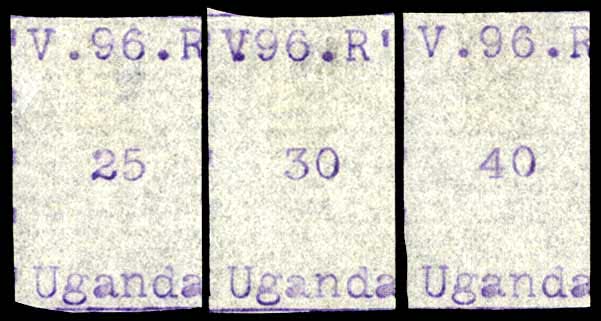 'V.96.R
25
Uganda
V96.R'
30
Uganda
V.96.R
40
Uganda